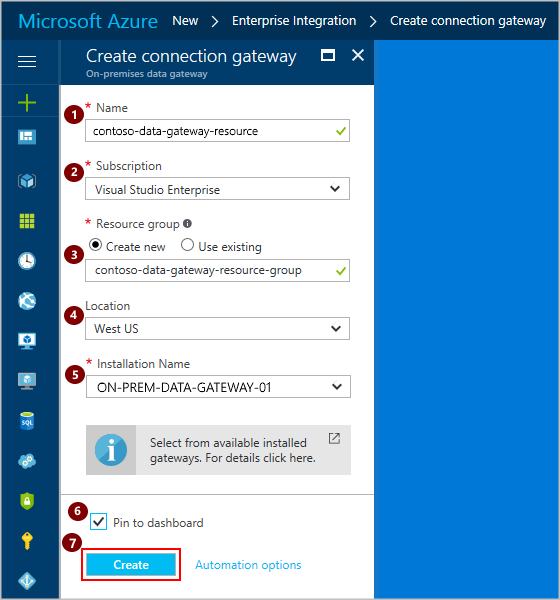 Microsoft Azure New > Enterprise Integration > Create connection gateway
Create connection gateway
On-premises data gateway
1 * Name
contoso-data-gateway-resource
2 * Subscription
Visual Studio Enterprise
* Resource group
Create new Use existing
3 contoso-data-gateway-resource-group
4 Location
West US
* Installation Name
5 ON-PREM-DATA-GATEWAY-01
Select from available installed
gateways. For details click here.
6 Pin to dashboard
7
Create Automation options
SQL